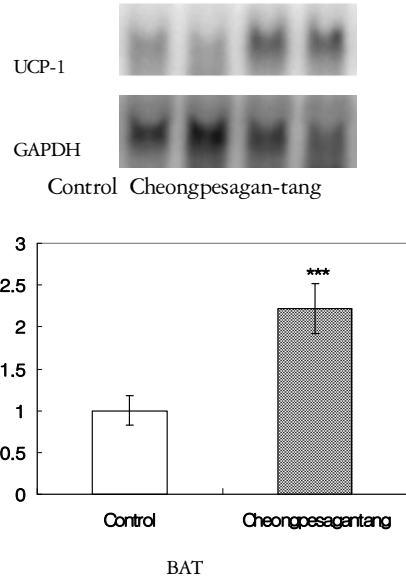 UCP-1
GAPDH
Control Cheongpesagan-tang
3
2.5
***
2
1.5
1
0.5
0
Control Cheongpesagantang
BAT